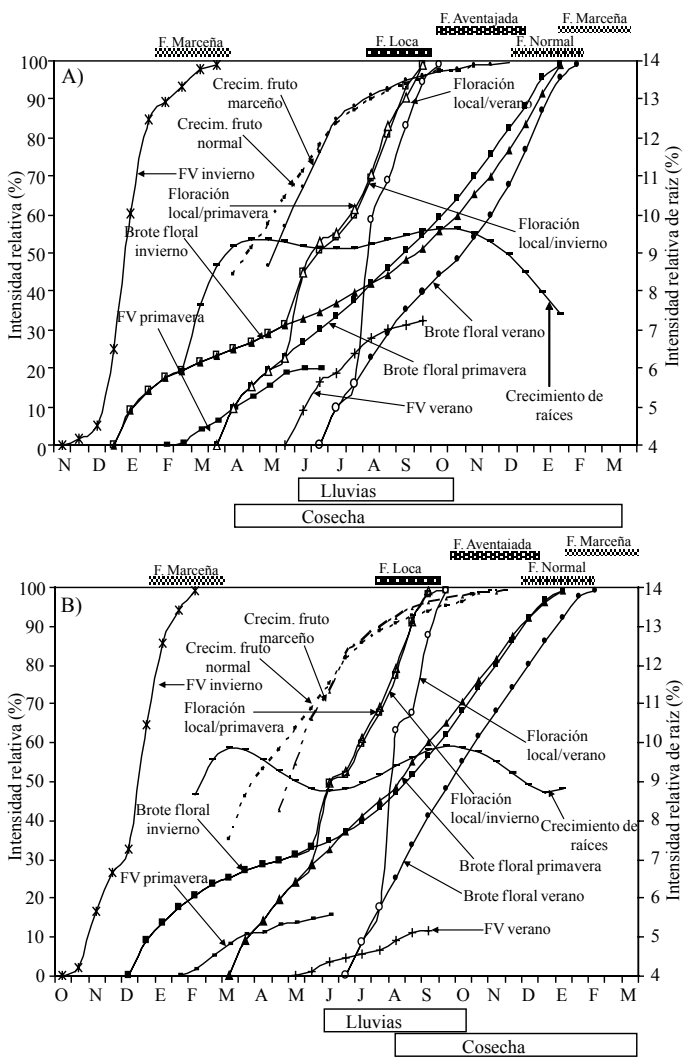 F. Marceña
F. Aventajada
F. Marceña
F. Loca
F. Normal
A)
Intensidad relativa (%)
100
90
80
70
60
50
40
30
20
10
0
Crecim. fruto
marceño
Crecim. fruto
normal
FV invierno
Floración
local/primavera
Brote floral
invierno
FV primavera
Floración
local/verano
Floración
local/invierno
Brote floral verano
Brote floral primavera
FV verano
Crecimiento de
raíces
14
13
12
11
10
9
8
7
6
5
4
Intensidad relativa de raíz (%)
N D E F M A M J J A S O N D E F M
Lluvias
Cosecha
F. Marceña
F. Aventajada
F. Marceña
F. Loca
F. Normal
B)
Intensidad relativa (%)
100
90
80
70
60
50
40
30
20
10
0
Crecim. fruto
marceño
Crecim. fruto
normal
FV invierno
Floración
local/primavera
Brote floral
invierno
FV primavera
Floración
local/verano
Floración
local/invierno
Crecimiento de
raíces
Brote floral primavera
Brote floral verano
FV verano
14
13
12
11
10
9
8
7
6
5
4
Intensidad relativa de raíz (%)
O N D E F M A M J J A S O N D E F M
Lluvias
Cosecha